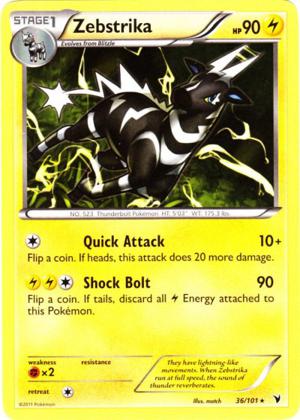 STAGE1
Zebstrika
HP90
Evolves from Blitzle
NO. 523 Thunderbolt Pokémon HT: 5'03" WT: 175.3 lbs.
Quick Attack 10+
Flip a coin. If heads, this attack does 20 more damage.
Shock Bolt 90
Flip a coin. If tails, discard all Energy attached to
this Pokémon.
weakness
resistance
×2
retreat
They have lightning-like
movements. When Zebstrika
run at full speed, the sound of
thunder reverberates.
©2011 Pokémon
Illus. match
36/101 ★